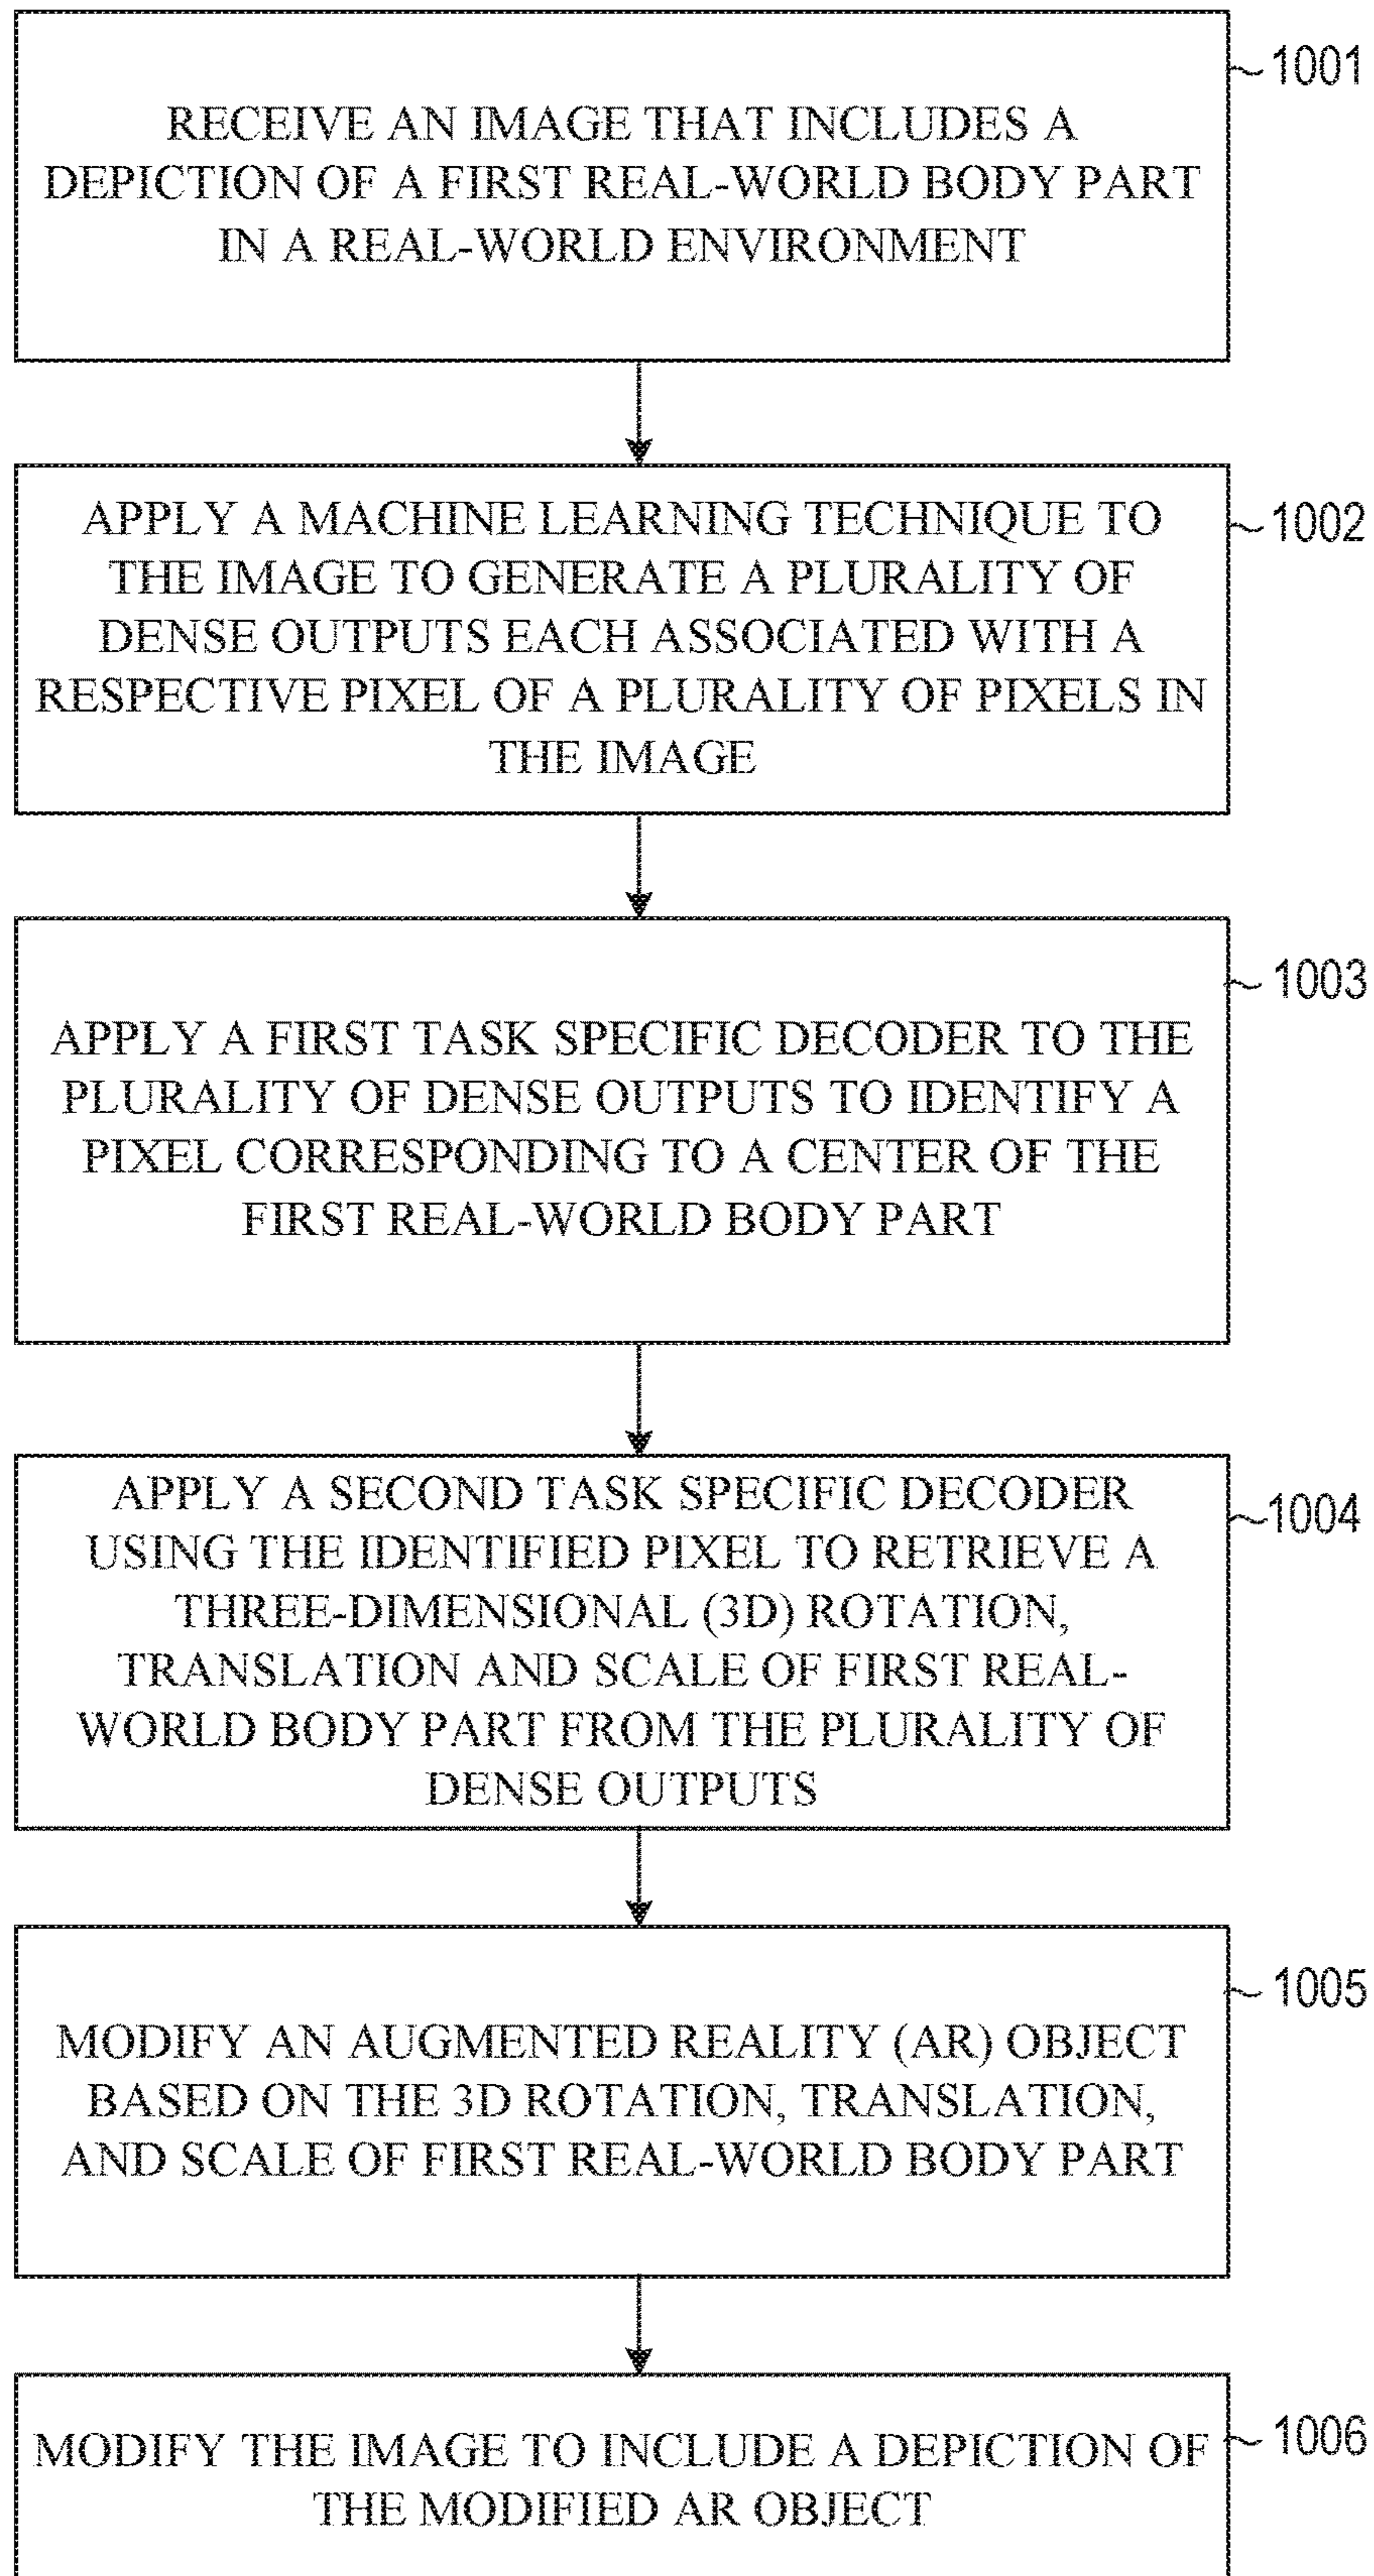 RECEIVE AN IMAGE THAT INCLUDES A
DEPICTION OF A FIRST REAL-WORLD BODY PART
IN A REAL-WORLD ENVIRONMENT
1001
APPLY A MACHINE LEARNING TECHNIQUE TO
THE IMAGE TO GENERATE A PLURALITY OF
DENSE OUTPUTS EACH ASSOCIATED WITH A
RESPECTIVE PIXEL OF A PLURALITY OF PIXELS IN
THE IMAGE
1002
APPLY A FIRST TASK SPECIFIC DECODER TO THE
PLURALITY OF DENSE OUTPUTS TO IDENTIFY A
PIXEL CORRESPONDING TO A CENTER OF THE
FIRST REAL-WORLD BODY PART
1003
APPLY A SECOND TASK SPECIFIC DECODER
USING THE IDENTIFIED PIXEL TO RETRIEVE A
THREE-DIMENSIONAL (3D) ROTATION,
TRANSLATION AND SCALE OF FIRST REAL-
WORLD BODY PART FROM THE PLURALITY OF
DENSE OUTPUTS
1004
MODIFY AN AUGMENTED REALITY (AR) OBJECT
BASED ON THE 3D ROTATION, TRANSLATION,
AND SCALE OF FIRST REAL-WORLD BODY PART
1005
MODIFY THE IMAGE TO INCLUDE A DEPICTION OF
THE MODIFIED AR OBJECT
1006